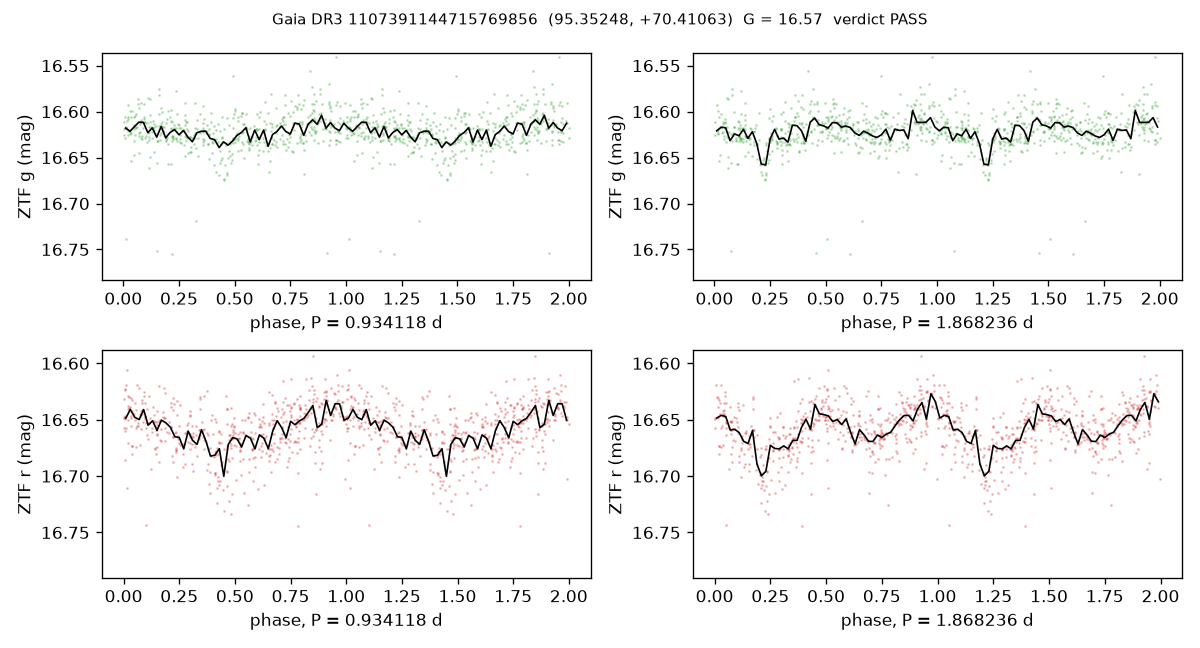 Gaia DR3 1107391144715769856  (95.35248, +70.41063)  G = 16.57  verdict PASS
ZTF g (mag)
16.55
16.60
16.65
16.70
16.75
0.00 0.25 0.50 0.75 1.00 1.25 1.50 1.75 2.00
phase, P = 0.934118 d
ZTF g (mag)
16.55
16.60
16.65
16.70
16.75
0.00 0.25 0.50 0.75 1.00 1.25 1.50 1.75 2.00
phase, P = 1.868236 d
ZTF r (mag)
16.60
16.65
16.70
16.75
0.00 0.25 0.50 0.75 1.00 1.25 1.50 1.75 2.00
phase, P = 0.934118 d
ZTF r (mag)
16.60
16.65
16.70
16.75
0.00 0.25 0.50 0.75 1.00 1.25 1.50 1.75 2.00
phase, P = 1.868236 d